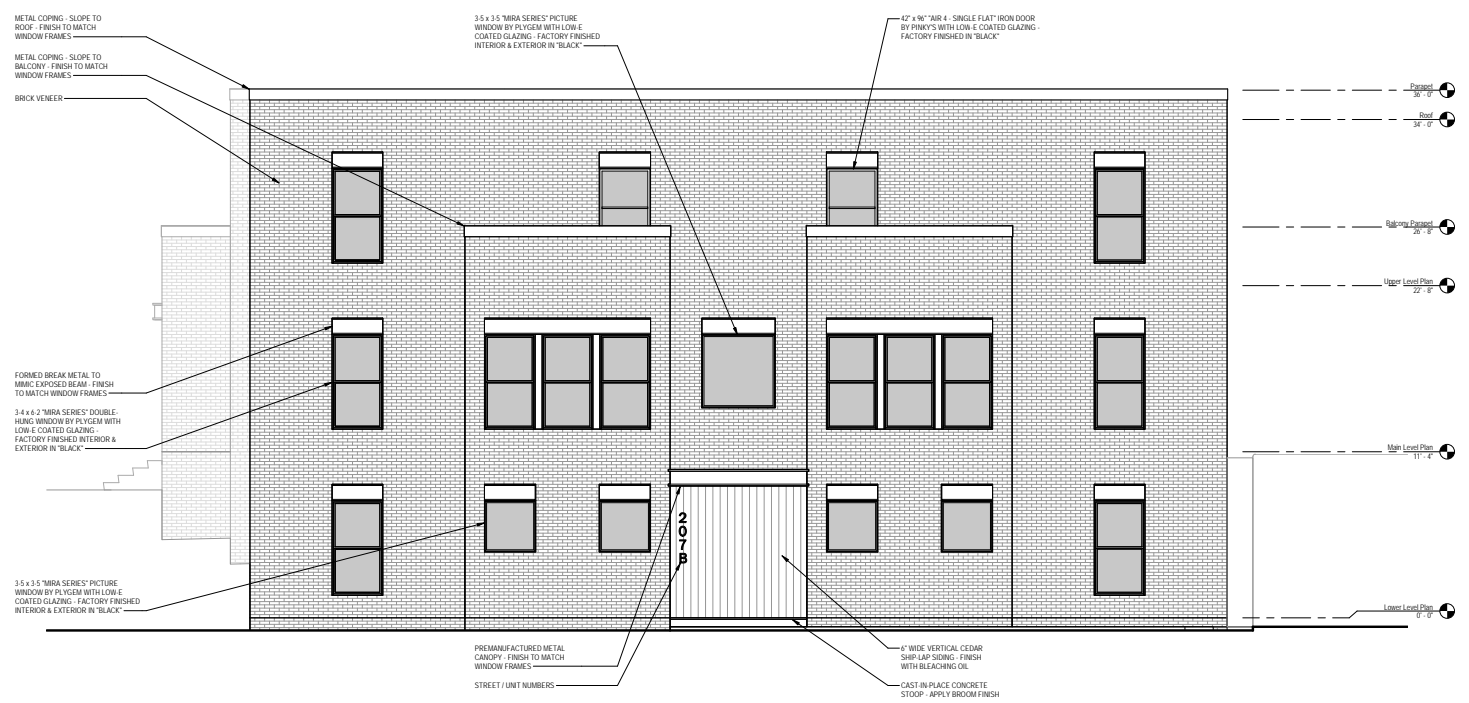 METAL COPING - SLOPE TO
ROOF - FINISH TO MATCH
WINDOW FRAMES
METAL COPING - SLOPE TO
BALCONY - FINISH TO MATCH
WINDOW FRAMES
BRICK VENEER
3-5 x 3-5 "MIRA SERIES" PICTURE
WINDOW BY PLYGEM WITH LOW-E
COATED GLAZING - FACTORY FINISHED
INTERIOR & EXTERIOR IN "BLACK"
42" x 96" "AIR 4 - SINGLE FLAT" IRON DOOR
BY PINKY'S WITH LOW-E COATED GLAZING -
FACTORY FINISHED IN "BLACK"
Parapet
36' - 0"
Roof
34' - 0"
Balcony Parapet
26' - 8"
Upper Level Plan
22' - 8"
Main Level Plan
11' - 4"
Lower Level Plan
0' - 0"
FORMED BREAK METAL TO
MIMIC EXPOSED BEAM - FINISH
TO MATCH WINDOW FRAMES
3-4 x 6-2 "MIRA SERIES" DOUBLE-
HUNG WINDOW BY PLYGEM WITH
LOW-E COATED GLAZING -
FACTORY FINISHED INTERIOR &
EXTERIOR IN "BLACK"
3-5 x 3-5 "MIRA SERIES" PICTURE
WINDOW BY PLYGEM WITH LOW-E
COATED GLAZING - FACTORY FINISHED
INTERIOR & EXTERIOR IN "BLACK"
2
0
7
B
PREMANUFACTURED METAL
CANOPY - FINISH TO MATCH
WINDOW FRAMES
STREET / UNIT NUMBERS
6" WIDE VERTICAL CEDAR
SHIP-LAP SIDING - FINISH
WITH BLEACHING OIL
CAST-IN-PLACE CONCRETE
STOOP - APPLY BROOM FINISH